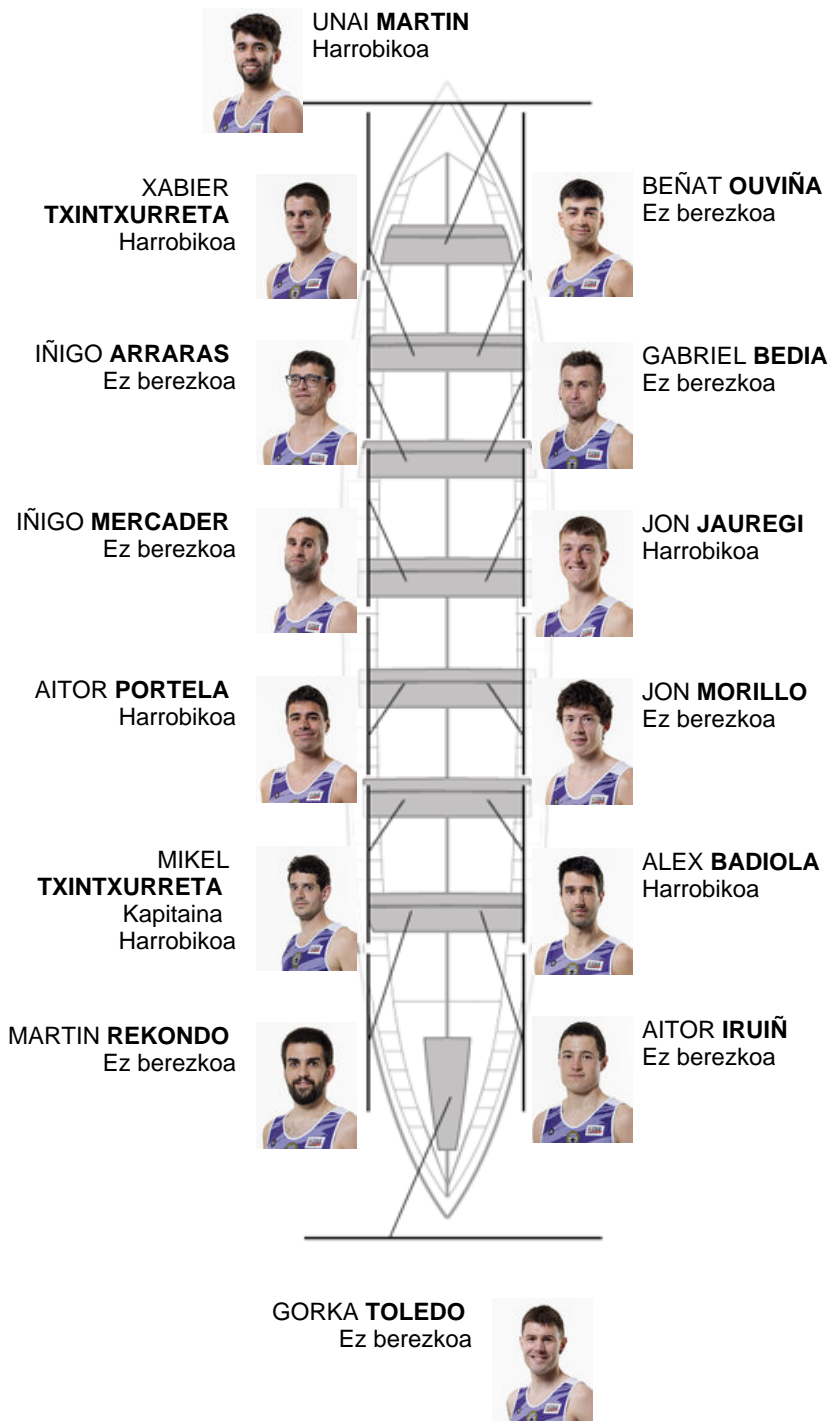 UNAI MARTIN
Harrobikoa
XABIER
TXINTXURRETA
Harrobikoa
BEÑAT OUVIÑA
Ez berezkoa
IÑIGO ARRARAS
Ez berezkoa
GABRIEL BEDIA
Ez berezkoa
IÑIGO MERCADER
Ez berezkoa
JON JAUREGI
Harrobikoa
AITOR PORTELA
Harrobikoa
JON MORILLO
Ez berezkoa
MIKEL
TXINTXURRETA
Kapitaina
Harrobikoa
ALEX BADIOLA
Harrobikoa
MARTIN REKONDO
Ez berezkoa
AITOR IRUIÑ
Ez berezkoa
GORKA TOLEDO
Ez berezkoa